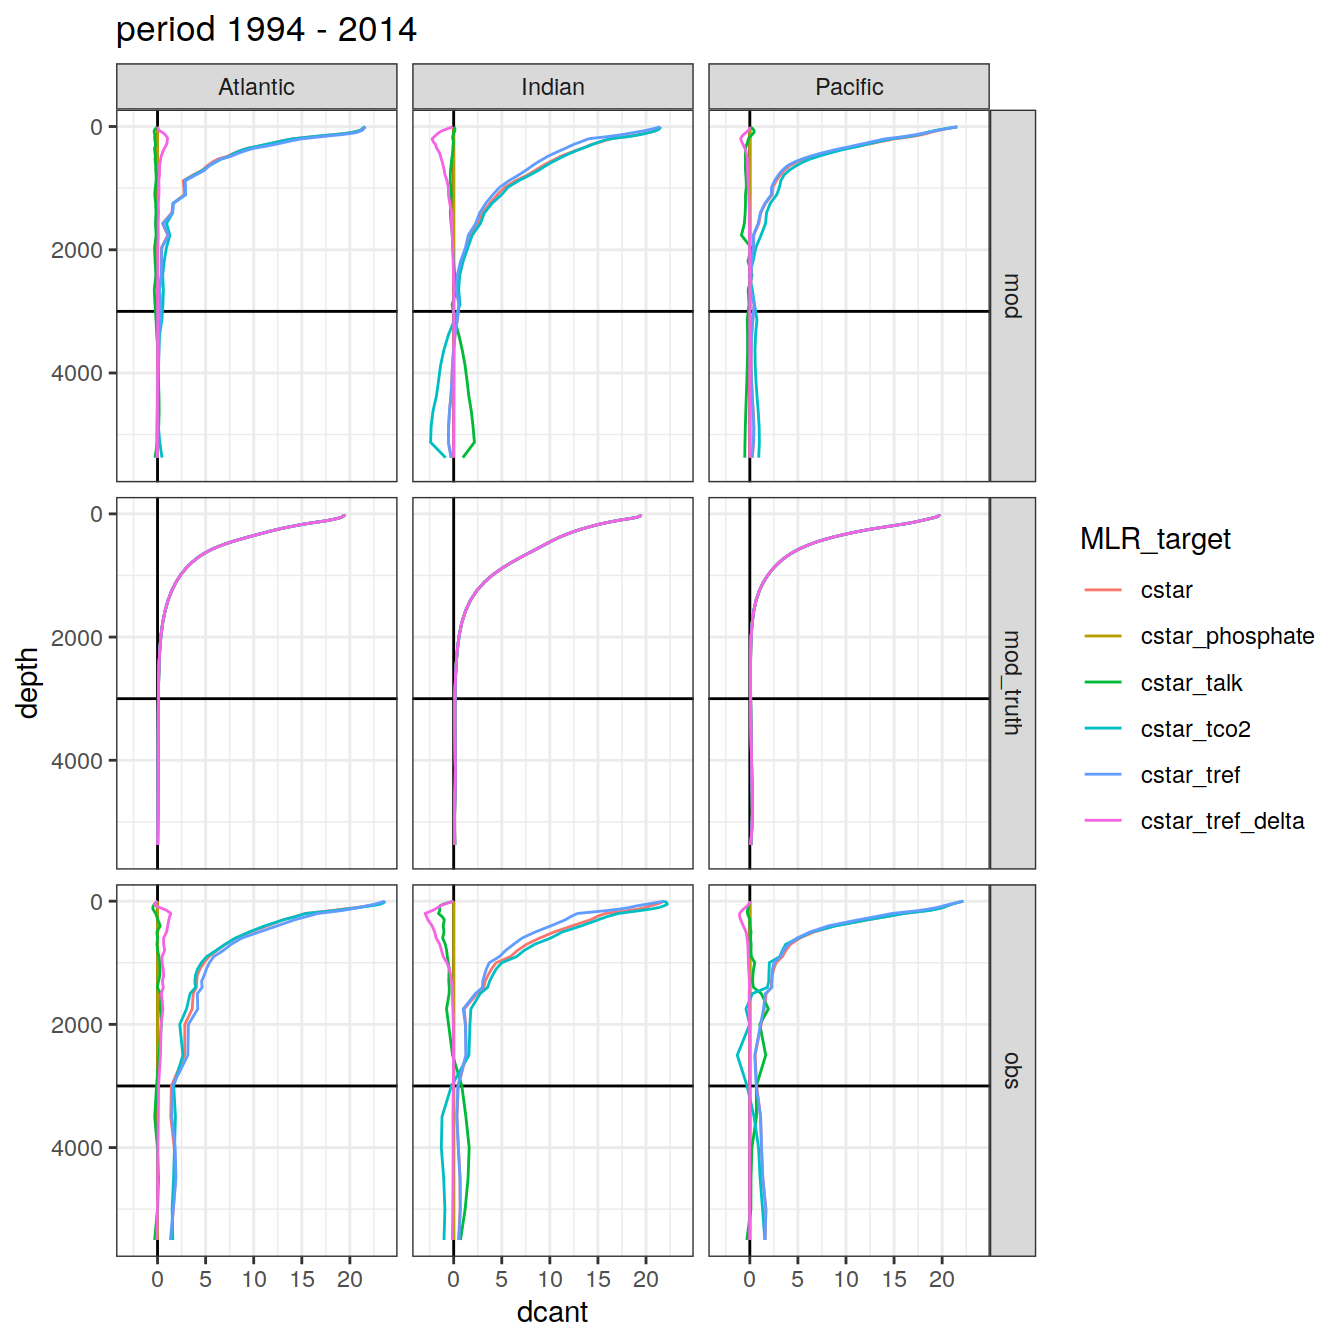 period 1994 - 2014
Atlantic Indian Pacific
0
2000
4000
mod
0
2000
4000
mod_truth
0
2000
4000
obs
depth
0 5 10 15 20 0 5 10 15 20 0 5 10 15 20
dcant
MLR_target
cstar
cstar_phosphate
cstar_talk
cstar_tco2
cstar_tref
cstar_tref_delta